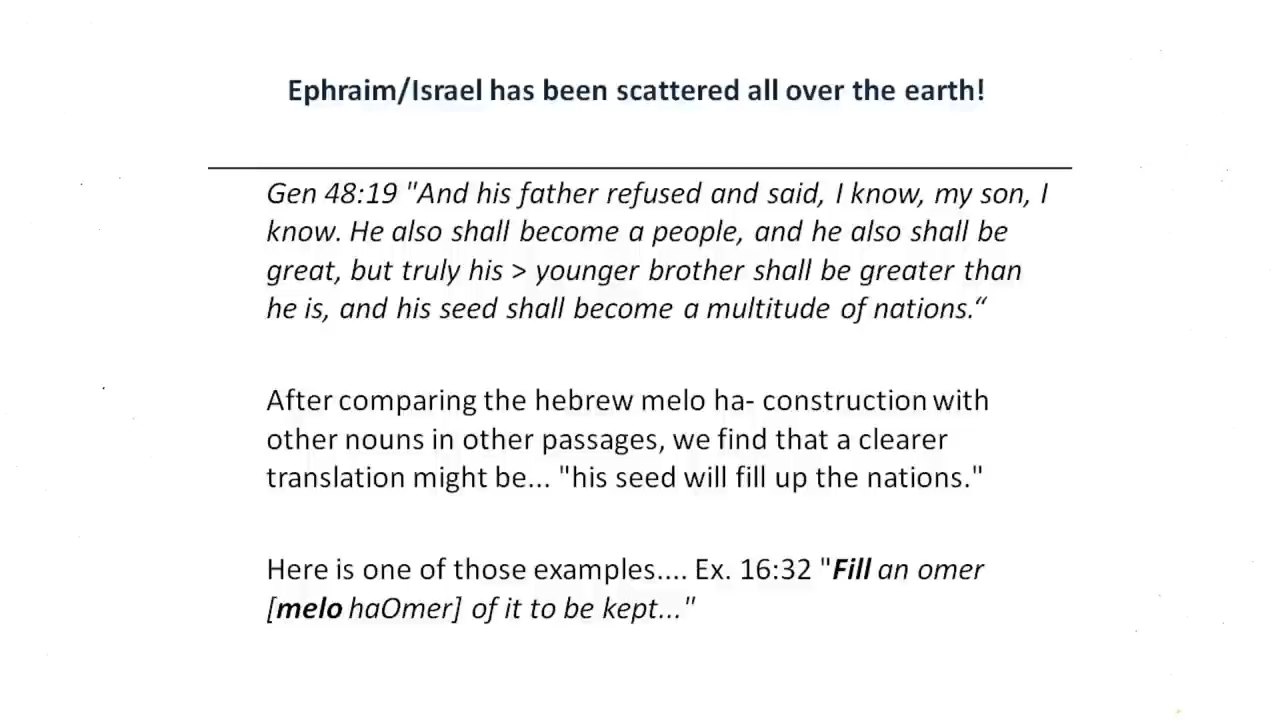 Ephraim/Israel has been scattered all over the earth!
Gen 48:19 "And his father refused and said, I know, my son, I
know. He also shall become a people, and he also shall be
great, but truly his > younger brother shall be greater than
he is, and his seed shall become a multitude of nations.“
After comparing the hebrew melo ha- construction with
other nouns in other passages, we find that a clearer
translation might be... "his seed will fill up the nations."
Here is one of those examples.... Ex. 16:32 "Fill an omer
[melo haOmer] of it to be kept..."